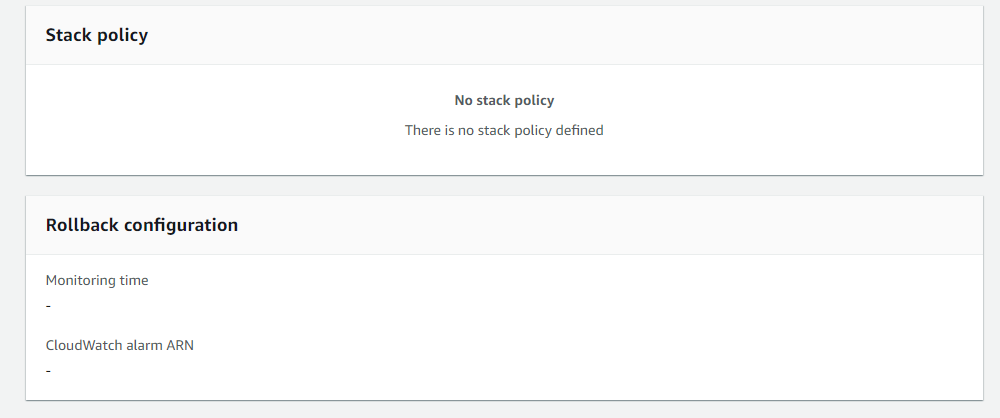 Stack policy
No stack policy
There is no stack policy defined
Rollback configuration
Monitoring time
-
CloudWatch alarm ARN
-